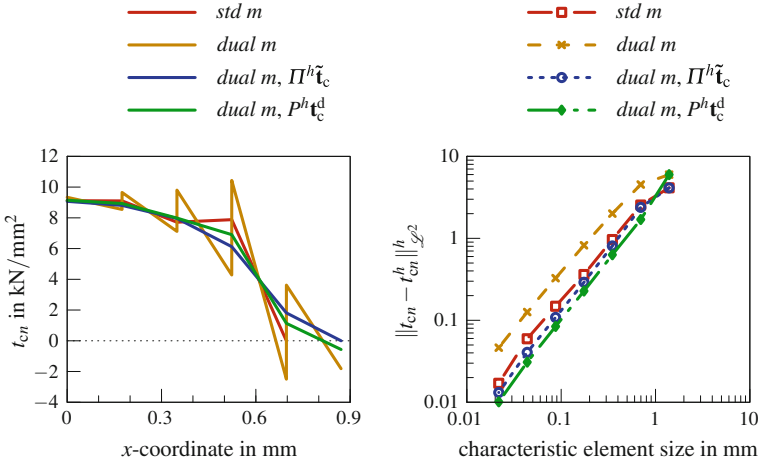 std m
dual m
dual m, Π^h t̃_c
dual m, P^h t_c^d
12
10
8
6
4
2
0
−2
−4
0
0.3
0.6
0.9
t_cn in kN/mm²
x-coordinate in mm
std m
dual m
dual m, Π^h t̃_c
dual m, P^h t_c^d
10
1
0.1
0.01
0.01
0.1
1
10
||t_cn − t_cn^h||_ℒ²^h
characteristic element size in mm